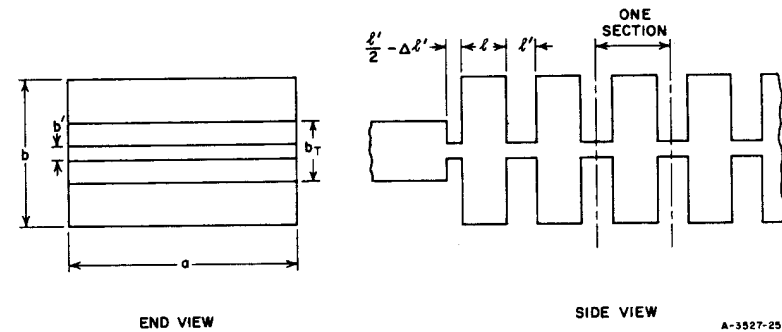 ONE
SECTION
ℓ'/2 - Δℓ'
ℓ
ℓ'
b
b'
b_T
a
END VIEW
SIDE VIEW
A-3527-25